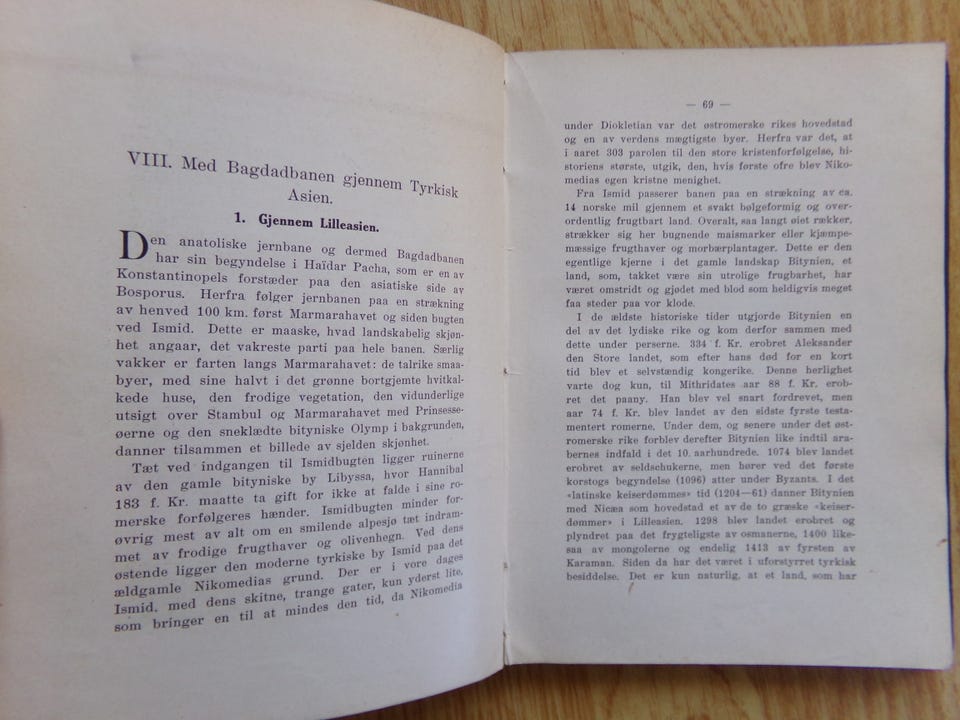 VIII. Med Bagdadbanen gjennem Tyrkisk
Asien.
1. Gjennem Lilleasien.
Den anatoliske jernbane og dermed Bagdadbanen
har sin begyndelse i Haïdar Pacha, som er en av
Konstantinopels forstæder paa den asiatiske side av
Bosporus. Herfra følger jernbanen paa en strækning
av henved 100 km. først Marmarahavet og siden bugten
ved Ismid. Dette er maaske, hvad landskabelig skjøn-
het angaar, det vakreste parti paa hele banen. Særlig
vakker er farten langs Marmarahavet: de talrike smaa-
byer, med sine halvt i det grønne bortgjemte hvitkal-
kede huse, den frodige vegetation, den vidunderlige
utsigt over Stambul og Marmarahavet med Prinsesse-
øerne og den sneklædte bityniske Olymp i bakgrunden,
danner tilsammen et billede av sjelden skjønhet.
Tæt ved indgangen til Ismidbugten ligger ruinerne
av den gamle bityniske by Libyssa, hvor Hannibal
183 f. Kr. maatte ta gift for ikke at falde i sine ro-
merske forfølgeres hænder. Ismidbugten minder for-
øvrig mest av alt om en smilende alpesjø tæt indram-
met av frodige frugthaver og olivenhegn. Ved dens
østende ligger den moderne tyrkiske by Ismid paa det
ældgamle Nikomedias grund. Der er i vore dages
Ismid, med dens skitne, trange gater, kun yderst lite,
som bringer en til at mindes den tid, da Nikomedia
— 69 —
under Diokletian var det østromerske rikes hovedstad
og en av verdens mægtigste byer. Herfra var det, at
i aaret 303 parolen til den store kristenforfølgelse, hi-
storiens største, utgik, den, hvis første ofre blev Niko-
medias egen kristne menighet.
Fra Ismid passerer banen paa en strækning av ca.
14 norske mil gjennem et svakt bølgeformig og over-
ordentlig frugtbart land. Overalt, saa langt øiet rækker,
strækker sig her bugnende maismarker eller kjæmpe-
mæssige frugthaver og morbærplantager. Dette er den
egentlige kjerne i det gamle landskap Bitynien, et
land, som, takket være sin utrolige frugbarhet, har
været omstridt og gjødet med blod som heldigvis meget
faa steder paa vor klode.
I de ældste historiske tider utgjorde Bitynien en
del av det lydiske rike og kom derfor sammen med
dette under perserne. 334 f. Kr. erobret Aleksander
den Store landet, som efter hans død for en kort
tid blev et selvstændig kongerike. Denne herlighet
varte dog kun, til Mithridates aar 88 f. Kr. erob-
ret det paany. Han blev vel snart fordrevet, men
aar 74 f. Kr. blev landet av den sidste fyrste testa-
mentert romerne. Under dem, og senere under det øst-
romerske rike forblev derefter Bitynien like indtil ara-
bernes indfald i det 10. aarhundrede. 1074 blev landet
erobret av seldschukerne, men hører ved det første
korstogs begyndelse (1096) atter under Byzants. I det
«latinske keiserdømmes» tid (1204—61) danner Bitynien
med Nicæa som hovedstad et av de to græske «keiser-
dømmer» i Lilleasien. 1298 blev landet erobret og
plyndret paa det frygteligste av osmanerne, 1400 like-
saa av mongolerne og endelig 1413 av fyrsten av
Karaman. Siden da har det været i uforstyrret tyrkisk
besiddelse. Det er kun naturlig, at et land, som har